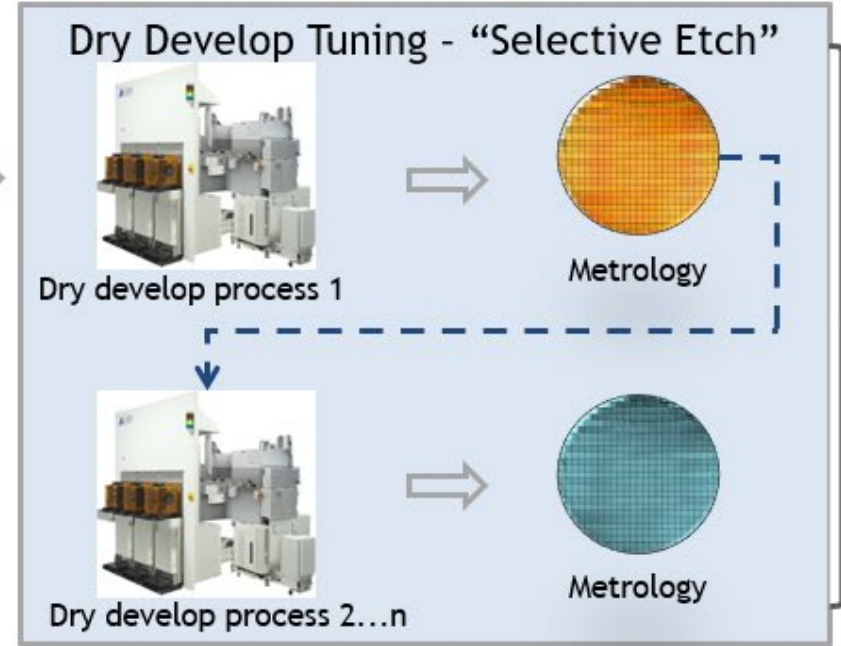 Dry Develop Tuning - “Selective Etch”
Dry develop process 1
Metrology
Dry develop process 2...n
Metrology